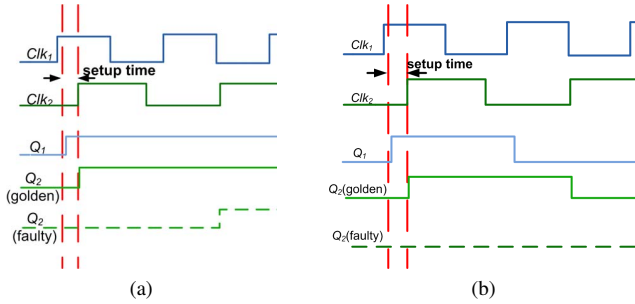 Clk1
setup time
Clk2
Q1
Q2
(golden)
Q2
(faulty)
(a)
Clk1
setup time
Clk2
Q1
Q2(golden)
Q2(faulty)
(b)